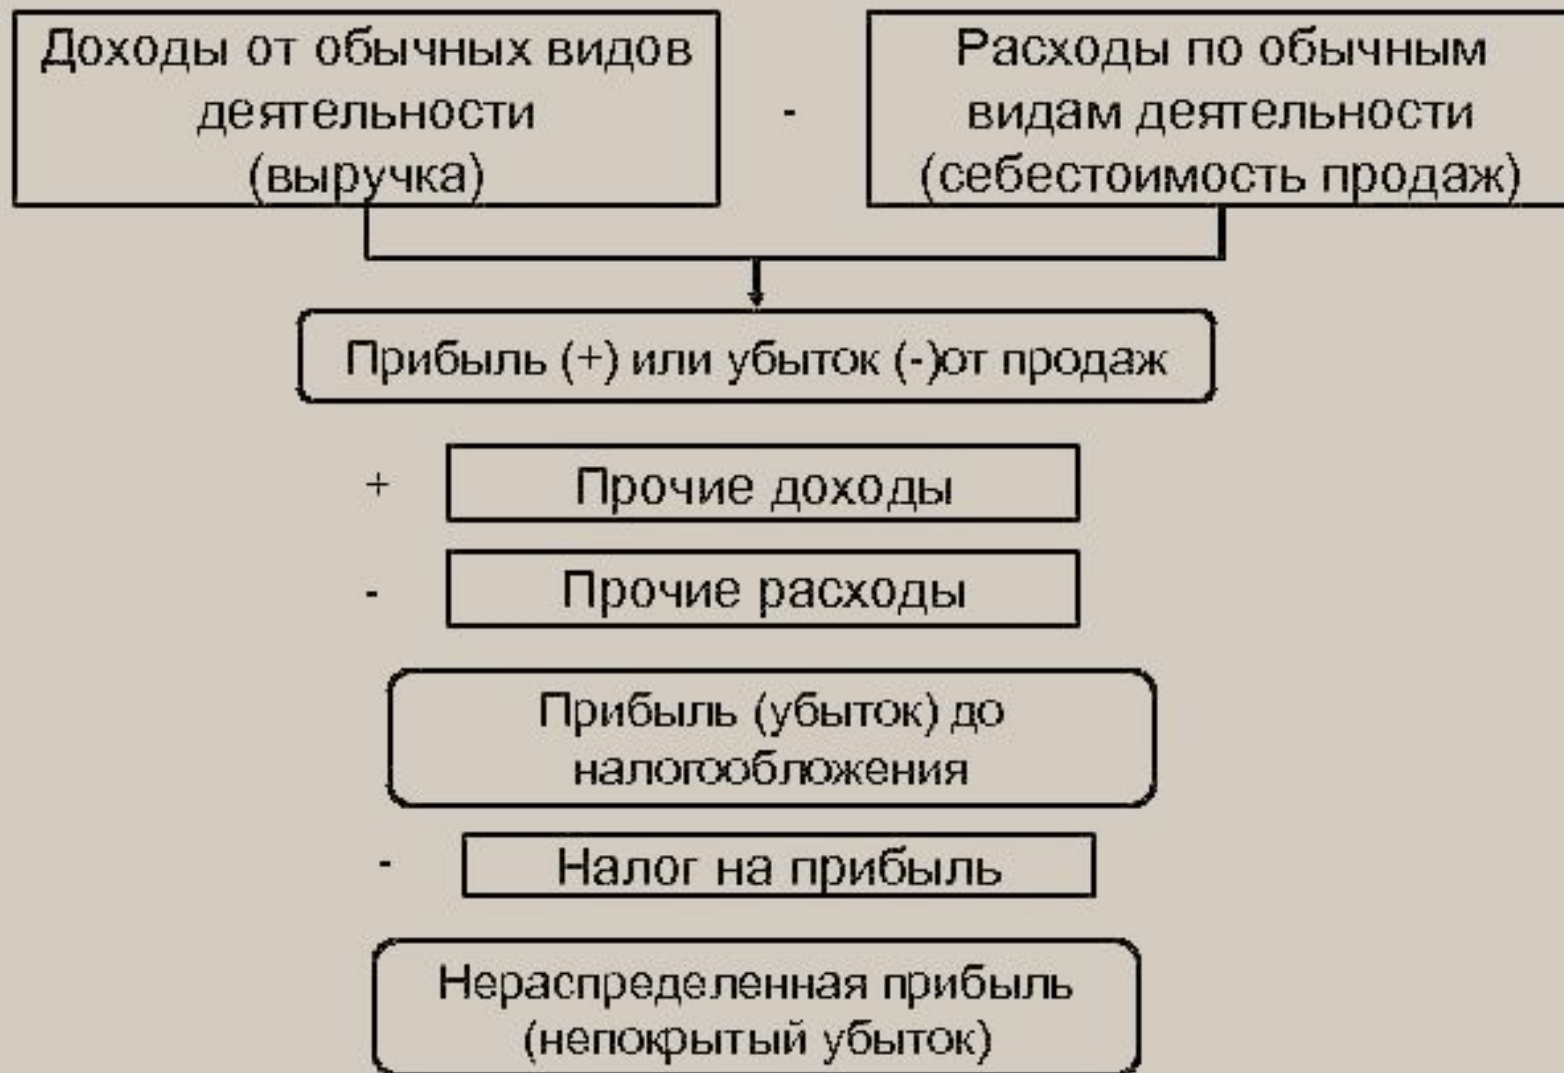 Доходы от обычных видов
деятельности
(выручка)
-
Расходы по обычным
видам деятельности
(себестоимость продаж)
Прибыль (+) или убыток (-)от продаж
+ Прочие доходы
- Прочие расходы
Прибыль (убыток) до
налогообложения
- Налог на прибыль
Нераспределенная прибыль
(непокрытый убыток)